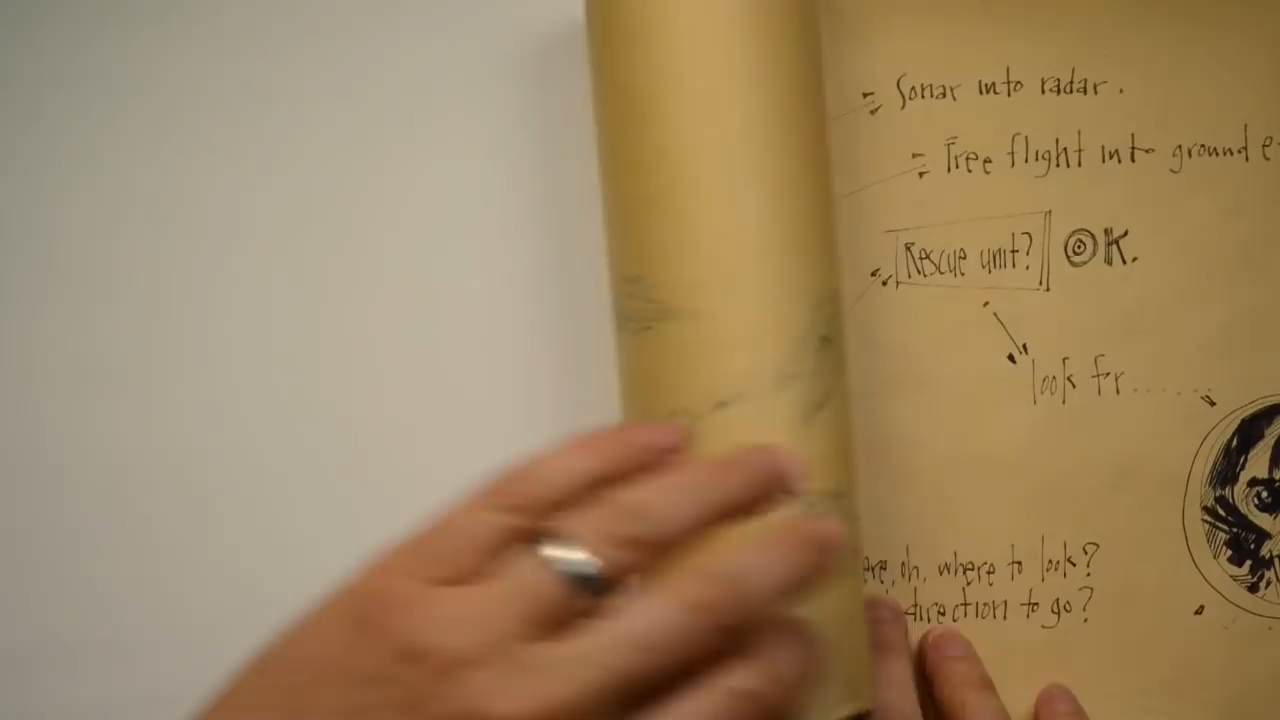 Sonar into radar.
Free flight into ground
Rescue unit? OK.
look fr........
ere, oh, where to look?
direction to go?